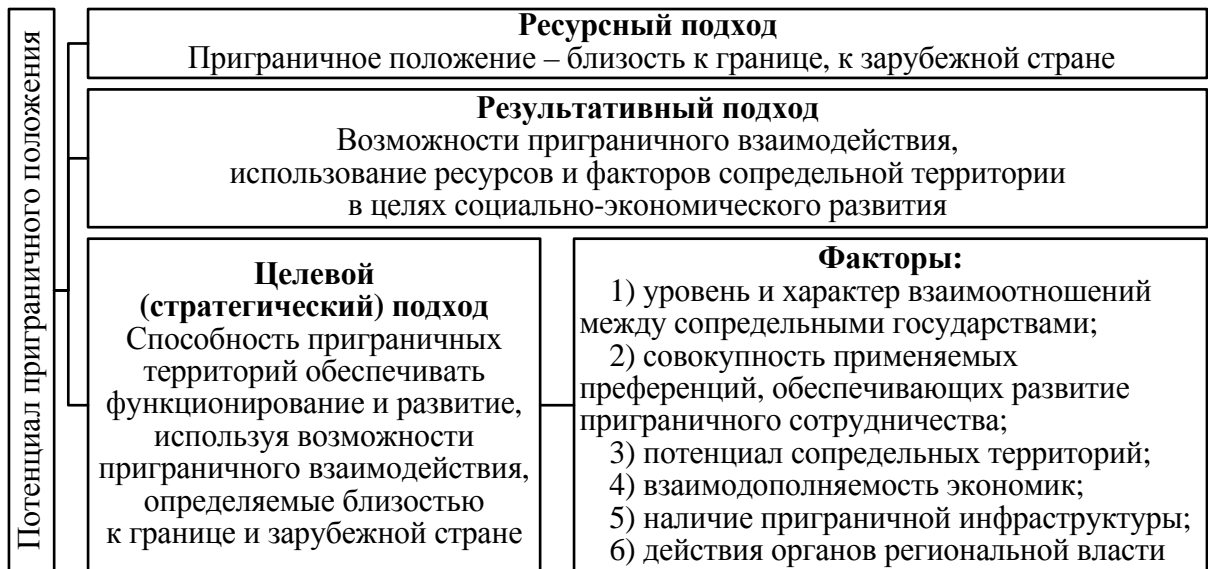 Потенциал приграничного положения
Ресурсный подход
Приграничное положение – близость к границе, к зарубежной стране
Результативный подход
Возможности приграничного взаимодействия,
использование ресурсов и факторов сопредельной территории
в целях социально-экономического развития
Целевой
(стратегический) подход
Способность приграничных
территорий обеспечивать
функционирование и развитие,
используя возможности
приграничного взаимодействия,
определяемые близостью
к границе и зарубежной стране
Факторы:
1) уровень и характер взаимоотношений
между сопредельными государствами;
2) совокупность применяемых
преференций, обеспечивающих развитие
приграничного сотрудничества;
3) потенциал сопредельных территорий;
4) взаимодополняемость экономик;
5) наличие приграничной инфраструктуры;
6) действия органов региональной власти